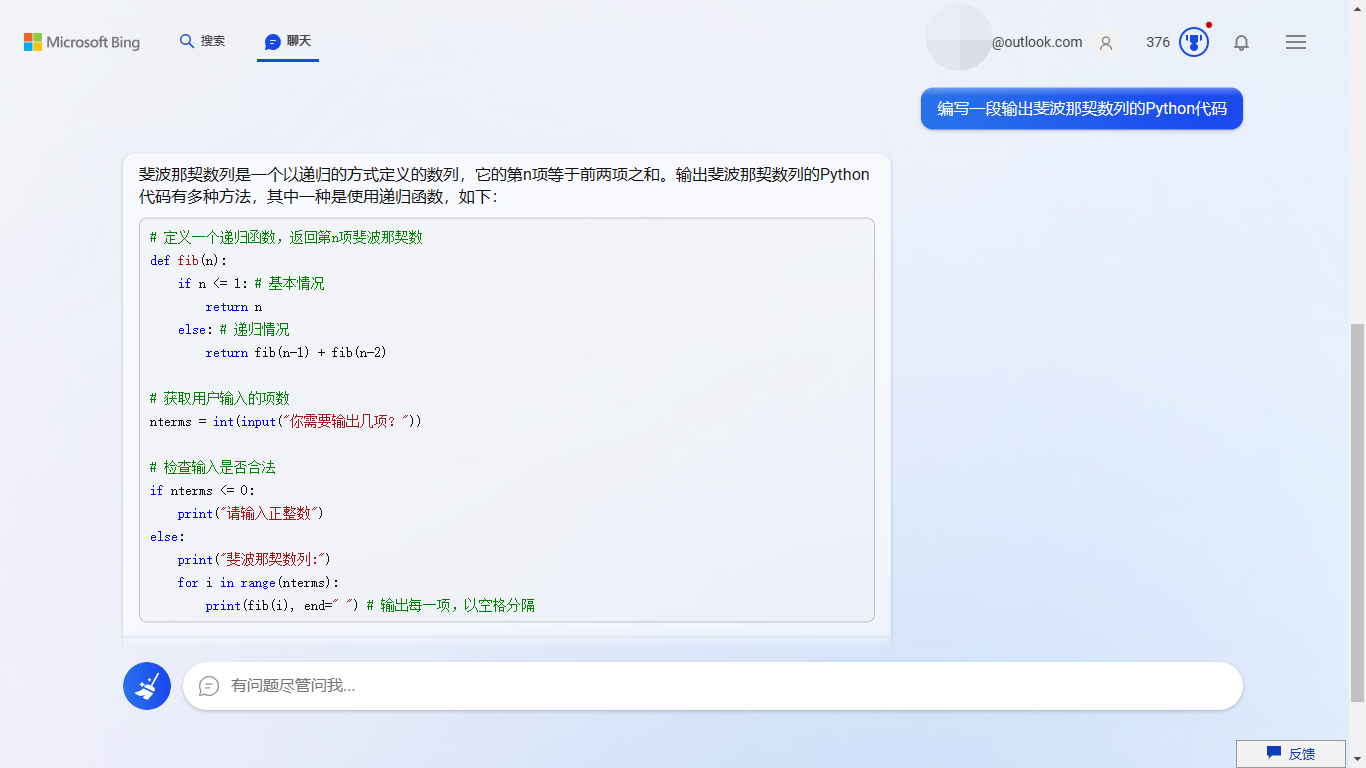 Microsoft Bing
搜索
聊天
@outlook.com
376
编写一段输出斐波那契数列的Python代码
斐波那契数列是一个以递归的方式定义的数列，它的第n项等于前两项之和。输出斐波那契数列的Python
代码有多种方法，其中一种是使用递归函数，如下：
# 定义一个递归函数，返回第n项斐波那契数
def fib(n):
    if n <= 1: # 基本情况
        return n
    else: # 递归情况
        return fib(n-1) + fib(n-2)
# 获取用户输入的项数
nterms = int(input("你需要输出几项？"))
# 检查输入是否合法
if nterms <= 0:
    print("请输入正整数")
else:
    print("斐波那契数列:")
    for i in range(nterms):
        print(fib(i), end=" ") # 输出每一项，以空格分隔
有问题尽管问我...
反馈